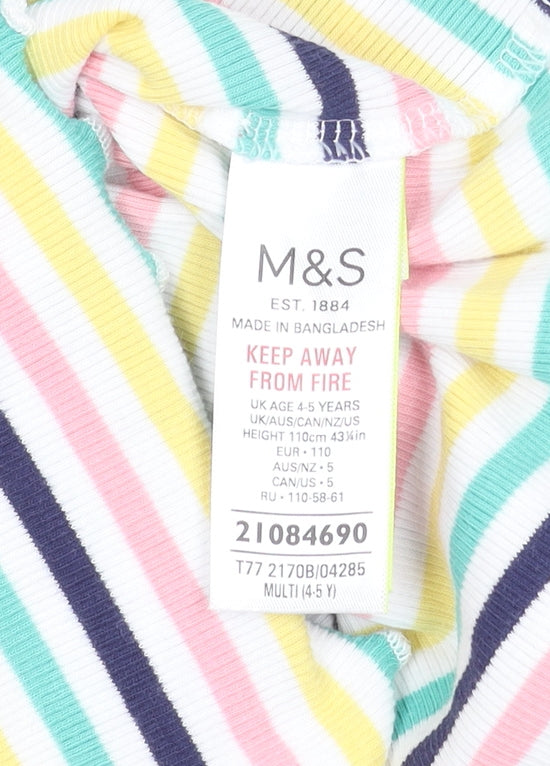 M&S
EST. 1884
MADE IN BANGLADESH
KEEP AWAY
FROM FIRE
UK AGE 4-5 YEARS
UK/AUS/CAN/NZ/US
HEIGHT 110cm 43¼in
EUR • 110
AUS/NZ • 5
CAN/US • 5
RU • 110-58-61
21084690
T77 2170B/04285
MULTI (4-5 Y)